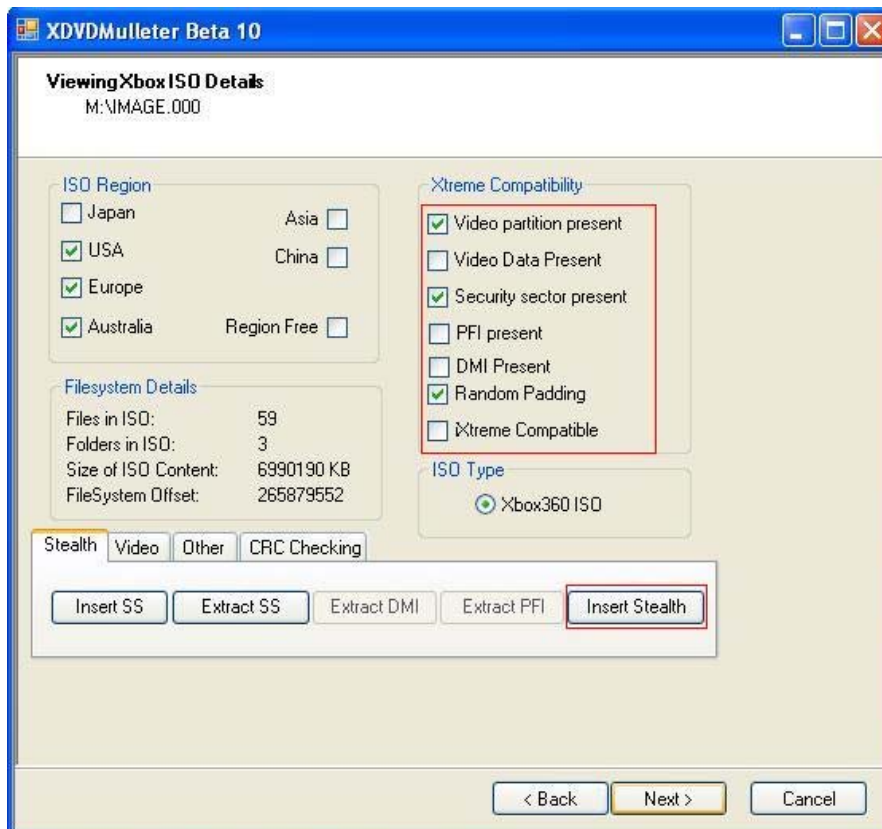 XDVDMulleter Beta 10
Viewing Xbox ISO Details
M:\IMAGE.000
ISO Region
Japan
Asia
USA
China
Europe
Australia
Region Free
Xtreme Compatibility
Video partition present
Video Data Present
Security sector present
PFI present
DMI Present
Random Padding
iXtreme Compatible
Filesystem Details
Files in ISO: 59
Folders in ISO: 3
Size of ISO Content: 6990190 KB
FileSystem Offset: 265879552
ISO Type
Xbox360 ISO
Stealth Video Other CRC Checking
Insert SS Extract SS Extract DMI Extract PFI Insert Stealth
< Back Next > Cancel